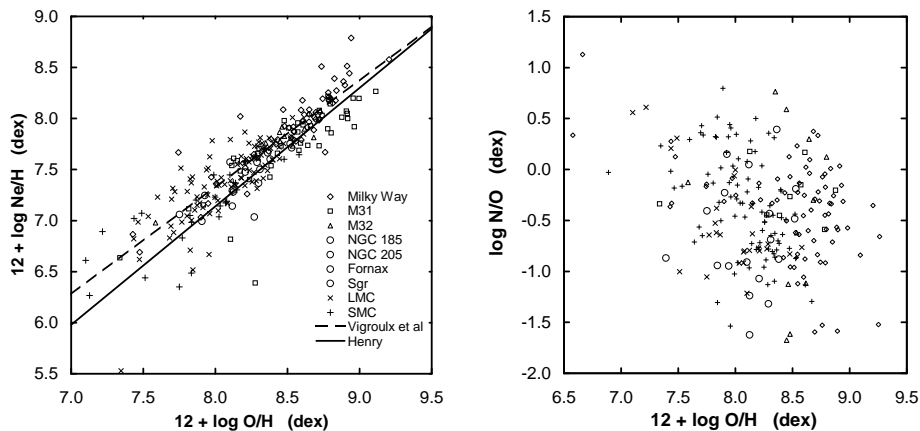 9.0
8.5
8.0
7.5
7.0
6.5
6.0
5.5
12 + log Ne/H (dex)
7.0 7.5 8.0 8.5 9.0 9.5
12 + log O/H (dex)
Milky Way
M31
M32
NGC 185
NGC 205
Fornax
Sgr
LMC
SMC
Vigroulx et al
Henry
1.5
1.0
0.5
0.0
-0.5
-1.0
-1.5
-2.0
log N/O (dex)
6.5 7.0 7.5 8.0 8.5 9.0 9.5
12 + log O/H (dex)